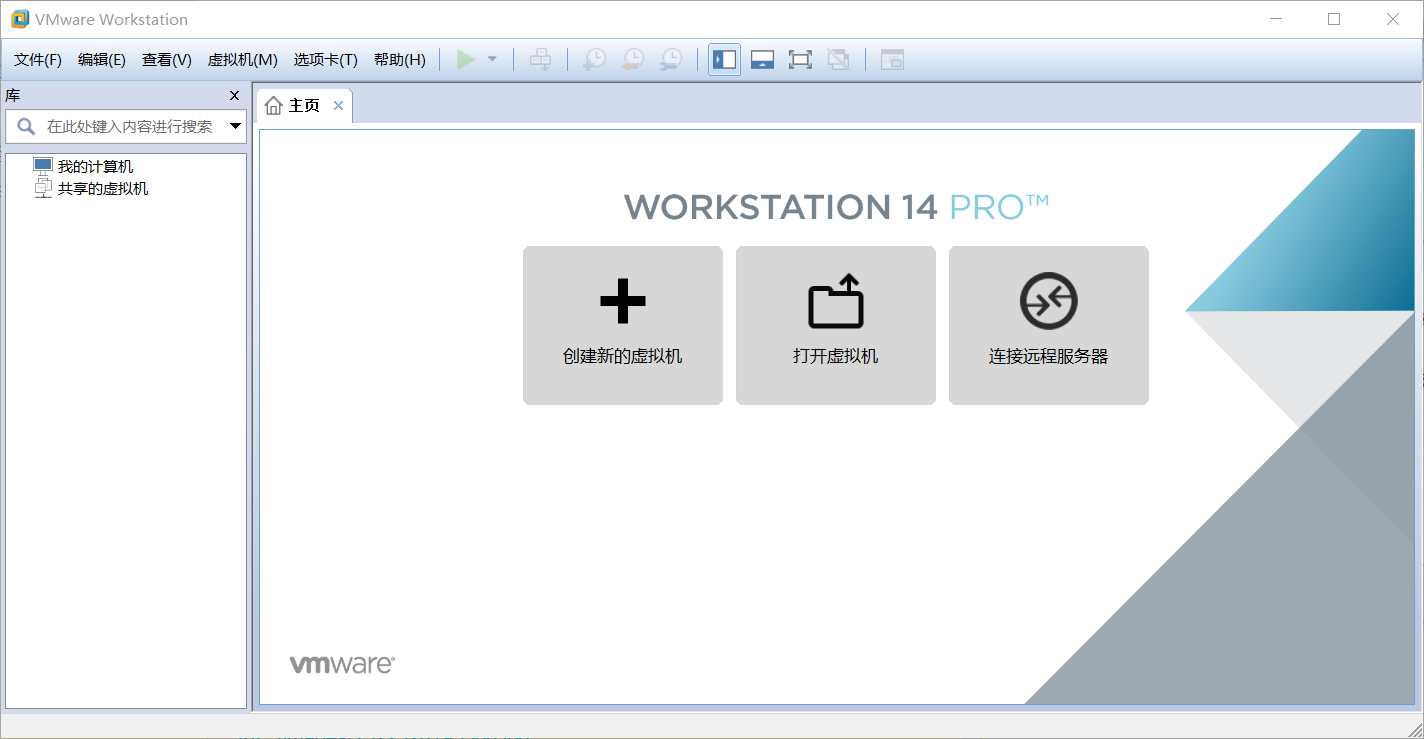 VMware Workstation
文件(F) 编辑(E) 查看(V) 虚拟机(M) 选项卡(T) 帮助(H)
库
主页
在此处键入内容进行搜索
我的计算机
共享的虚拟机
WORKSTATION 14 PRO™
创建新的虚拟机
打开虚拟机
连接远程服务器
vmware®